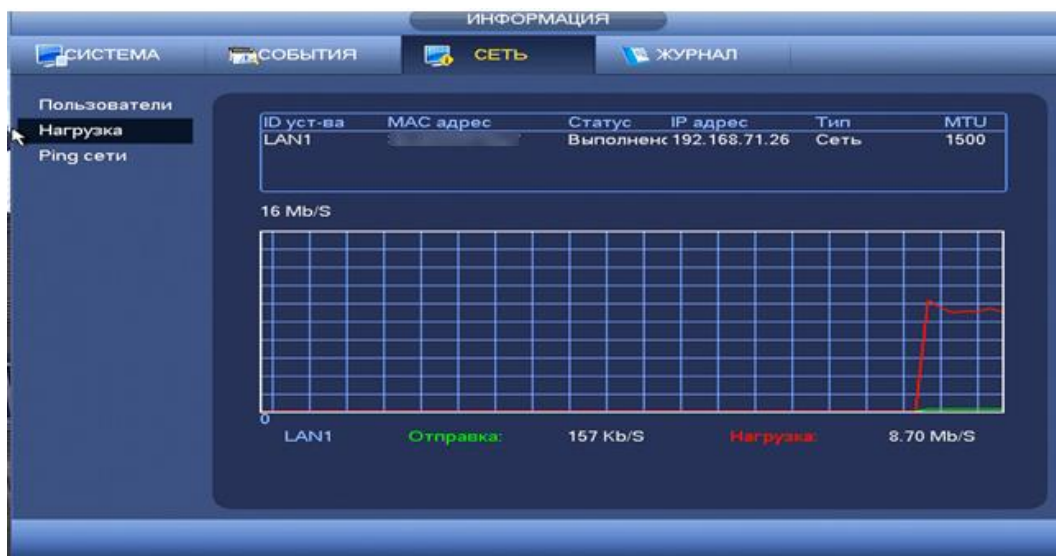 ИНФОРМАЦИЯ
СИСТЕМА СОБЫТИЯ СЕТЬ ЖУРНАЛ
Пользователи
Нагрузка
Ping сети
ID уст-ва MAC адрес Статус IP адрес Тип MTU
LAN1 Выполненс 192.168.71.26 Сеть 1500
16 Mb/S
0
LAN1 Отправка: 157 Kb/S Нагрузка: 8.70 Mb/S